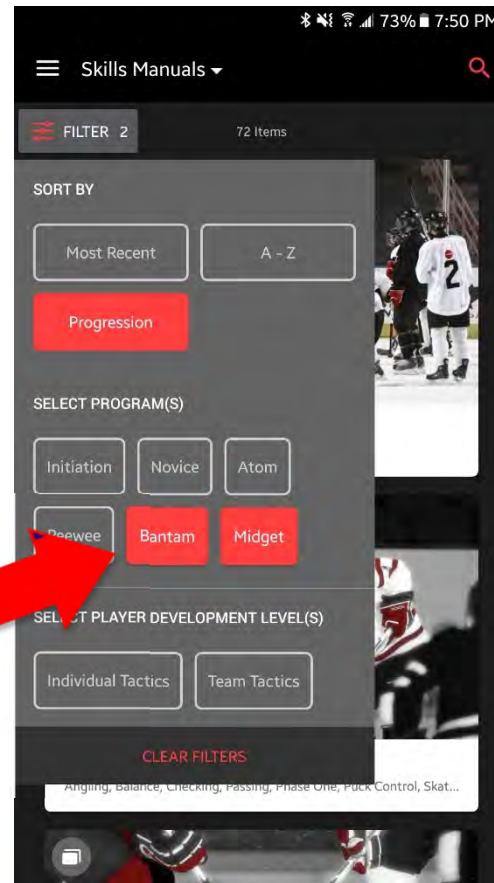 73% 7:50 PM
Skills Manuals
FILTER 2
72 Items
SORT BY
Most Recent
A - Z
Progression
SELECT PROGRAM(S)
Initiation
Novice
Atom
Peewee
Bantam
Midget
SELECT PLAYER DEVELOPMENT LEVEL(S)
Individual Tactics
Team Tactics
CLEAR FILTERS
Angling, Balance, Checking, Passing, Phase One, Puck Control, Skat...
2